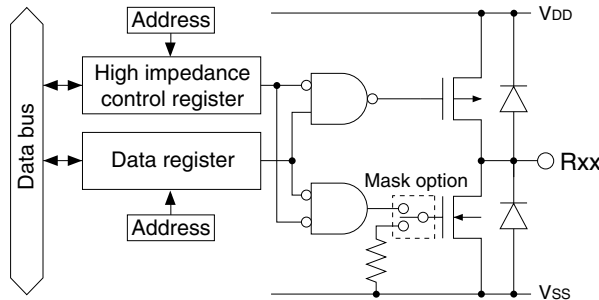 Address
VDD
High impedance
control register
Data bus
Data register
Rxx
Mask option
Address
VSS